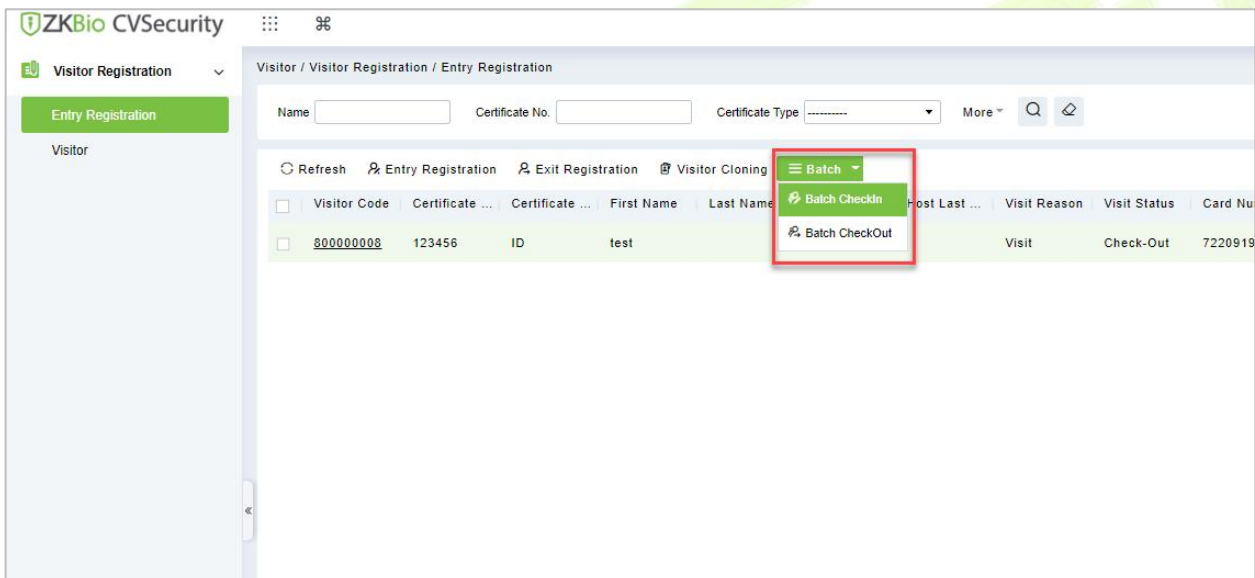 ZKBio CVSecurity
Visitor Registration
Entry Registration
Visitor
Visitor / Visitor Registration / Entry Registration
Name Certificate No. Certificate Type ---------- More
Refresh Entry Registration Exit Registration Visitor Cloning Batch
Batch CheckIn
Batch CheckOut
Visitor Code Certificate ... Certificate ... First Name Last Name Host Last ... Visit Reason Visit Status Card Nu
800000008 123456 ID test Visit Check-Out 7220919